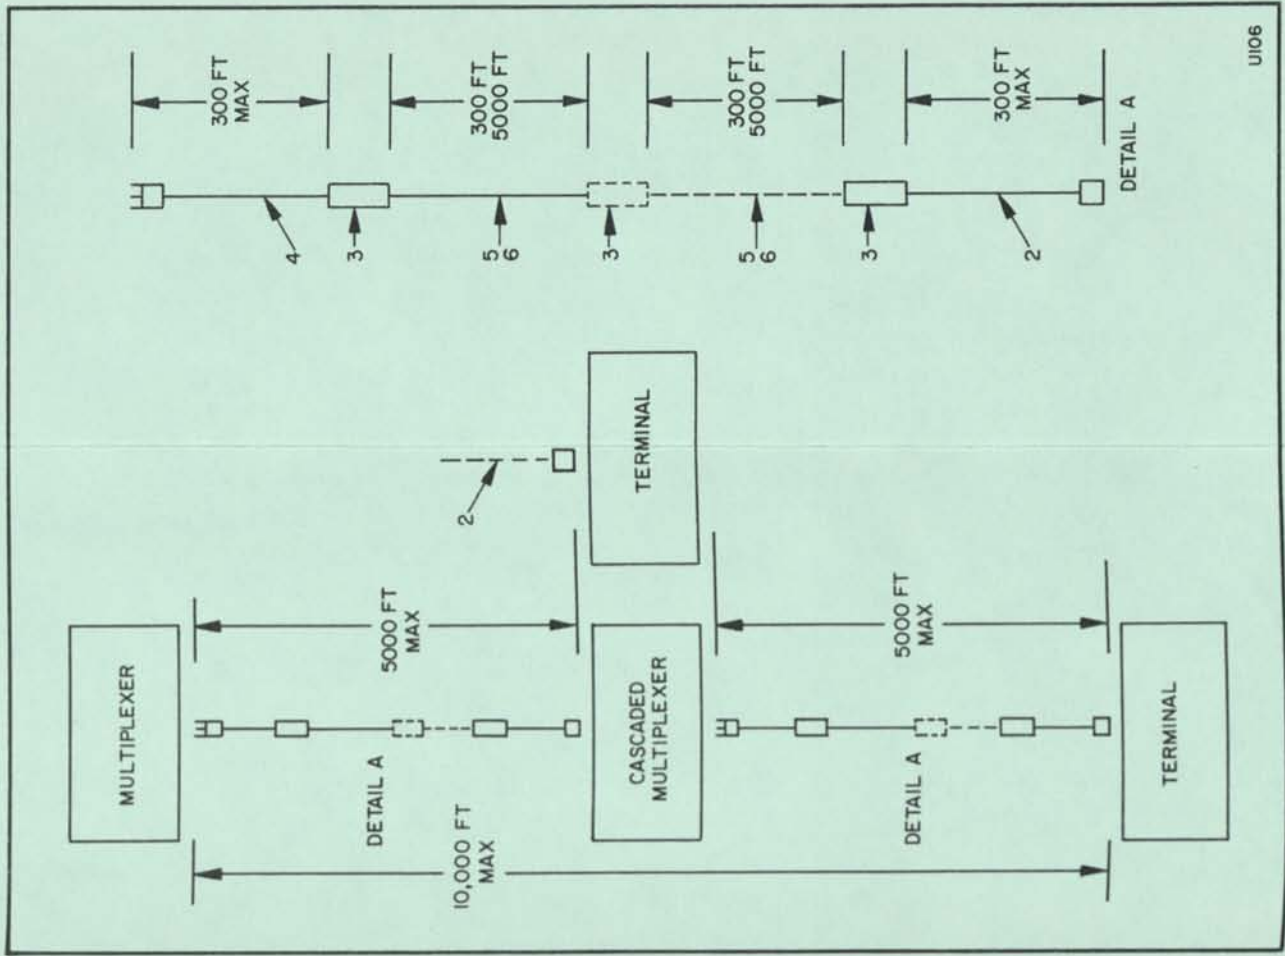 MULTIPLEXER
5000 FT
MAX
DETAIL A
10,000 FT
MAX
CASCADED
MULTIPLEXER
2
TERMINAL
5000 FT
MAX
DETAIL A
TERMINAL
300 FT
MAX
4
3
300 FT
5000 FT
5
6
3
300 FT
5000 FT
5
6
3
300 FT
MAX
2
DETAIL A
U106